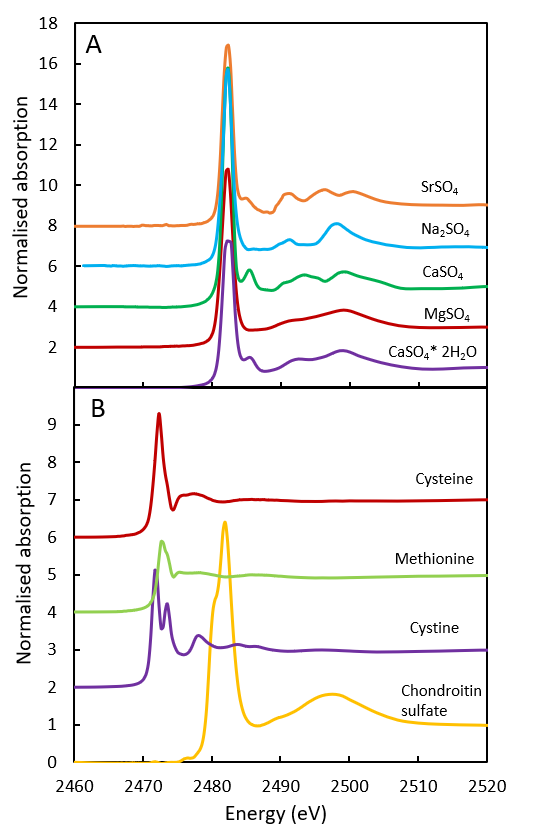 A
18
16
14
12
10
8
6
4
2
Normalised absorption
SrSO₄
Na₂SO₄
CaSO₄
MgSO₄
CaSO₄* 2H₂O
B
9
8
7
6
5
4
3
2
1
0
Normalised absorption
Cysteine
Methionine
Cystine
Chondroitin
sulfate
2460 2470 2480 2490 2500 2510 2520
Energy (eV)